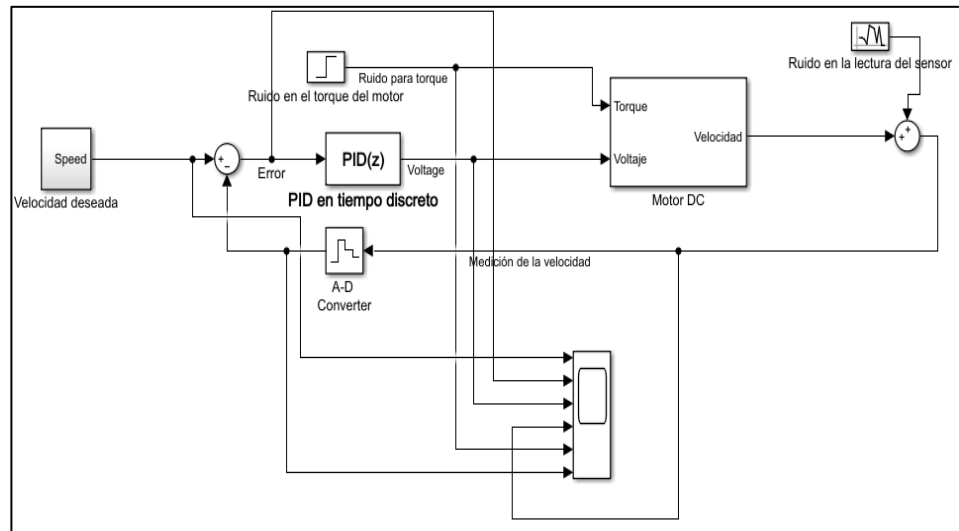 Ruido en la lectura del sensor
Ruido para torque
Ruido en el torque del motor
Torque
Velocidad
Voltaje
Motor DC
Speed
Velocidad deseada
+
−
Error
PID(z)
Voltage
PID en tiempo discreto
+
+
Medición de la velocidad
A-D
Converter